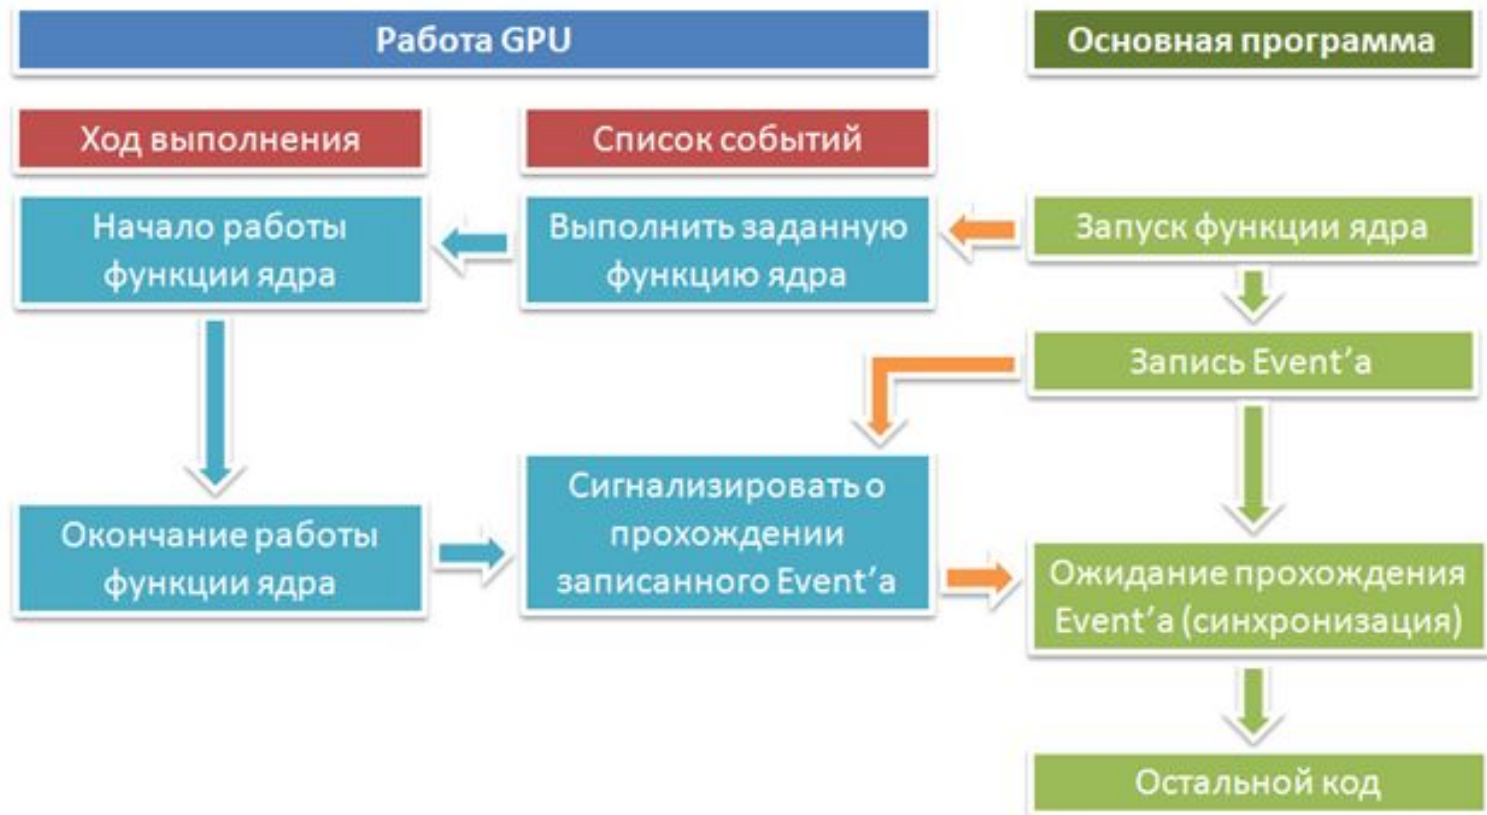 Работа GPU
Основная программа
Ход выполнения
Список событий
Начало работы
функции ядра
Выполнить заданную
функцию ядра
Запуск функции ядра
Запись Event’а
Окончание работы
функции ядра
Сигнализировать о
прохождении
записанного Event’а
Ожидание прохождения
Event’а (синхронизация)
Остальной код